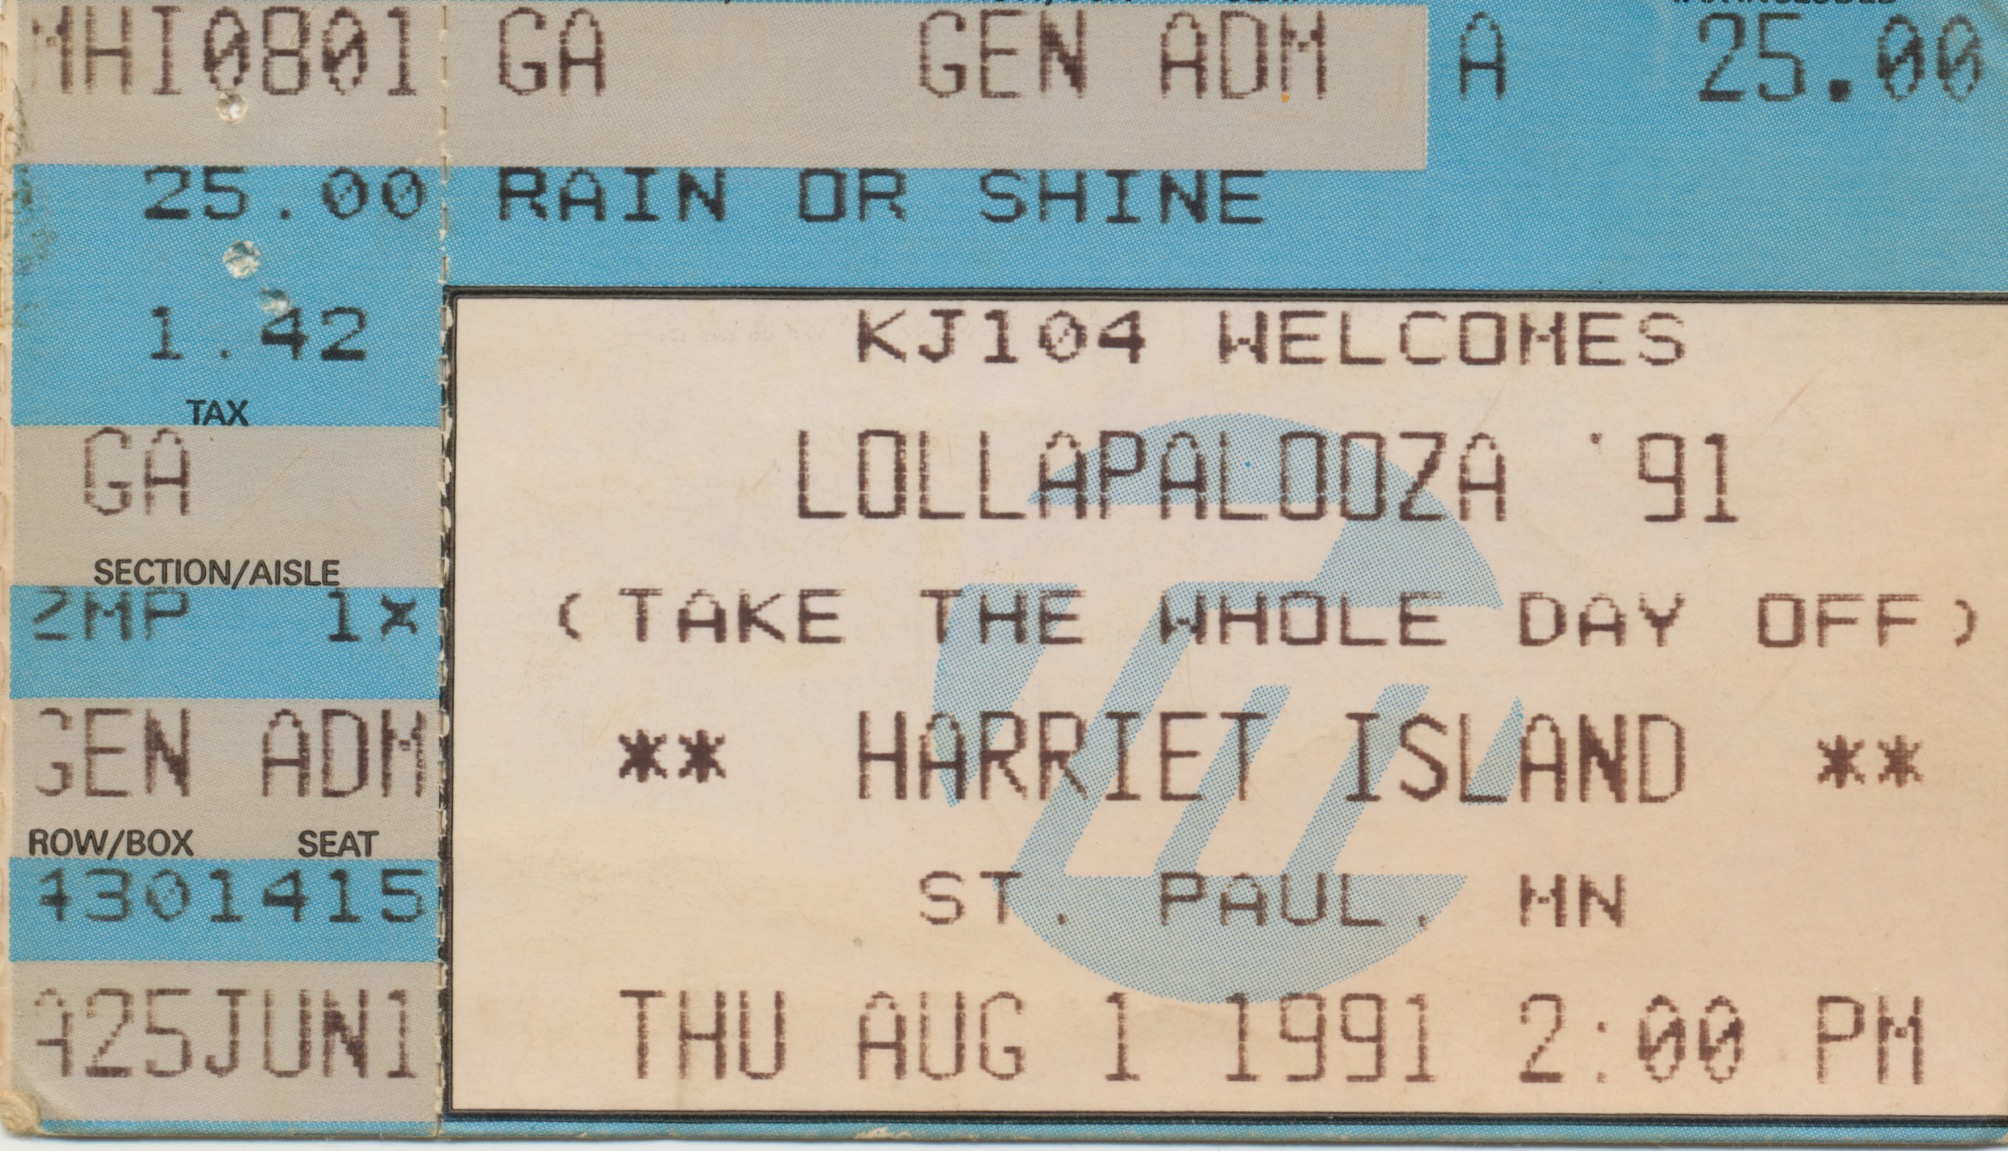 MHI0801 GA GEN ADM A 25.00
25.00 RAIN OR SHINE
1.42
TAX
GA
SECTION/AISLE
2MP 1X
GEN ADM
ROW/BOX SEAT
4301415
A25JUN1
KJ104 WELCOMES
LOLLAPALOOZA '91
(TAKE THE WHOLE DAY OFF)
** HARRIET ISLAND **
ST. PAUL, MN
THU AUG 1 1991 2:00 PM